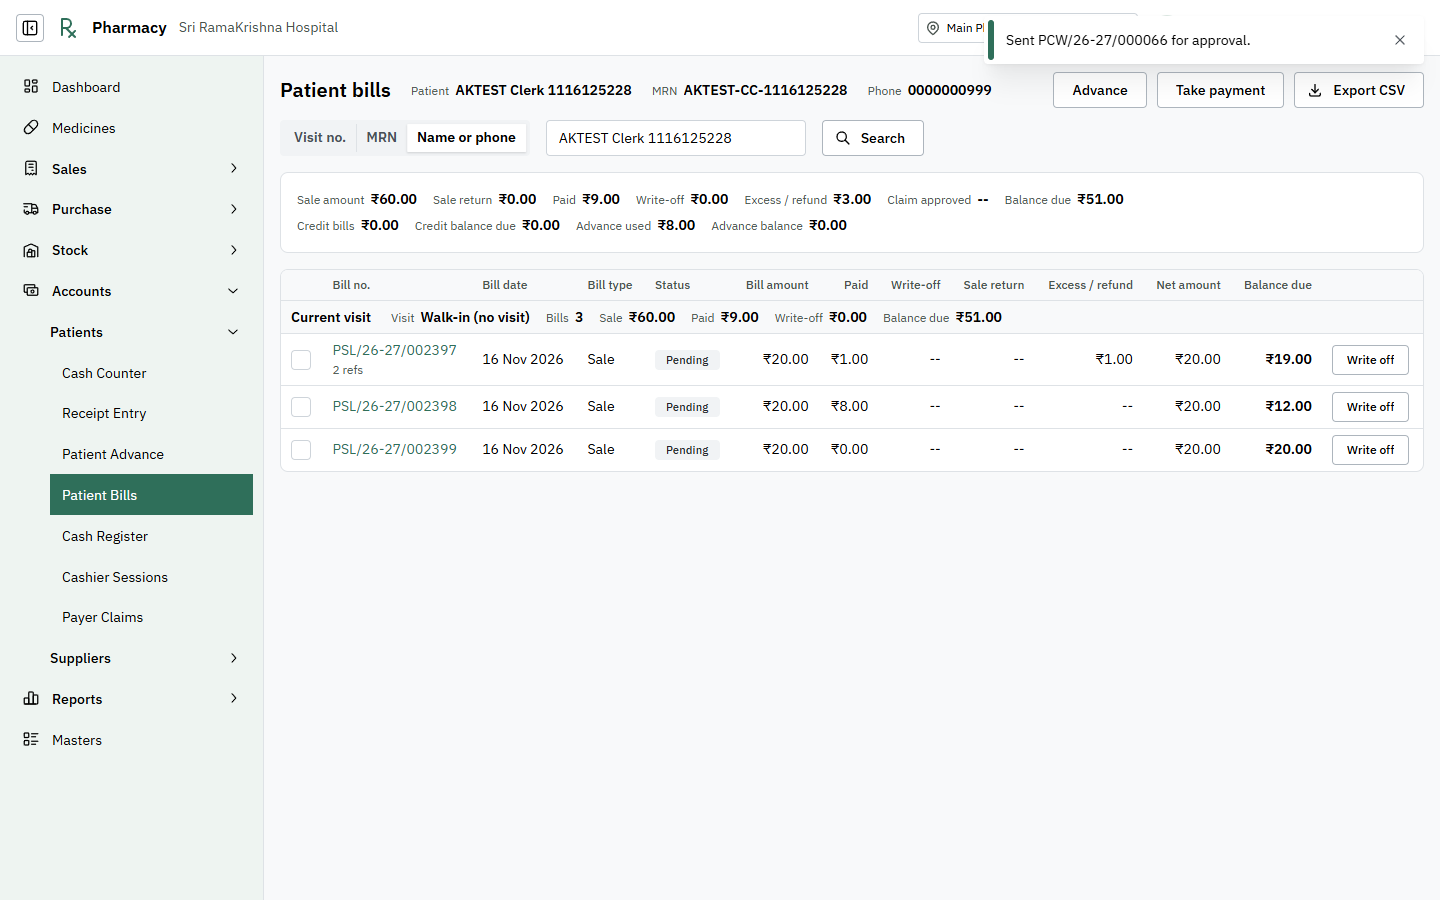 Pharmacy Sri RamaKrishna Hospital
Sent PCW/26-27/000066 for approval.
Dashboard
Medicines
Sales
Purchase
Stock
Accounts
Patients
Cash Counter
Receipt Entry
Patient Advance
Patient Bills
Cash Register
Cashier Sessions
Payer Claims
Suppliers
Reports
Masters
Patient bills Patient AKTEST Clerk 1116125228 MRN AKTEST-CC-1116125228 Phone 0000000999 Advance Take payment Export CSV
Visit no. MRN Name or phone AKTEST Clerk 1116125228 Search
Sale amount ₹60.00 Sale return ₹0.00 Paid ₹9.00 Write-off ₹0.00 Excess / refund ₹3.00 Claim approved -- Balance due ₹51.00
Credit bills ₹0.00 Credit balance due ₹0.00 Advance used ₹8.00 Advance balance ₹0.00
Bill no. Bill date Bill type Status Bill amount Paid Write-off Sale return Excess / refund Net amount Balance due
Current visit Visit Walk-in (no visit) Bills 3 Sale ₹60.00 Paid ₹9.00 Write-off ₹0.00 Balance due ₹51.00
PSL/26-27/002397 16 Nov 2026 Sale Pending ₹20.00 ₹1.00 -- -- ₹1.00 ₹20.00 ₹19.00 Write off
2 refs
PSL/26-27/002398 16 Nov 2026 Sale Pending ₹20.00 ₹8.00 -- -- -- ₹20.00 ₹12.00 Write off
PSL/26-27/002399 16 Nov 2026 Sale Pending ₹20.00 ₹0.00 -- -- -- ₹20.00 ₹20.00 Write off